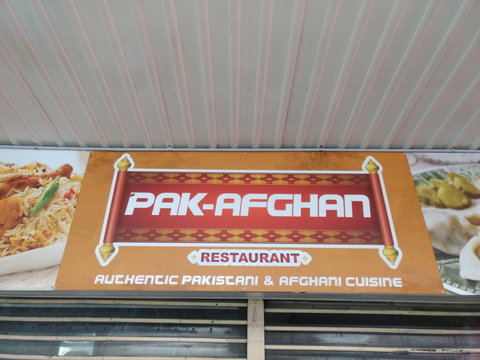 PAK-AFGHAN
RESTAURANT
AUTHENTIC PAKISTANI & AFGHANI CUISINE